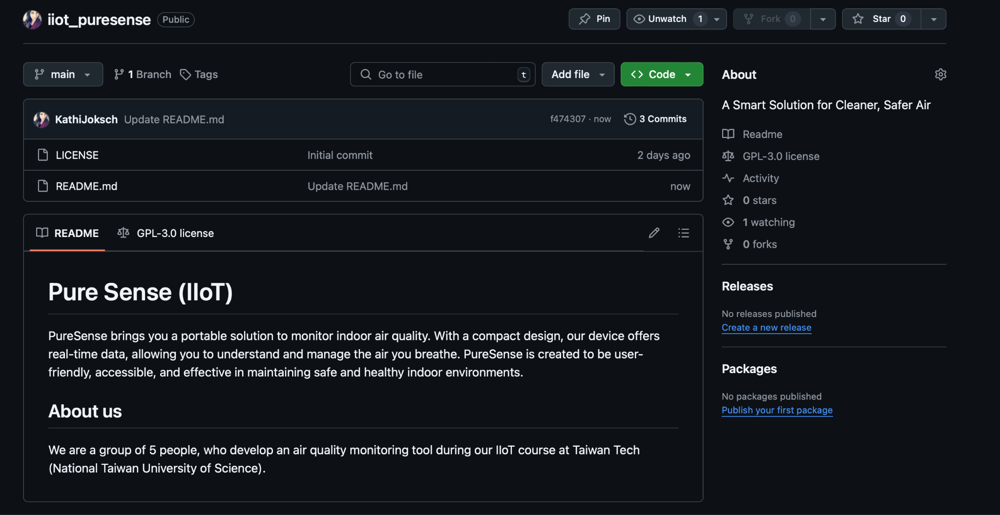 iiot_puresense Public Pin Unwatch 1 Fork 0 Star 0
main 1 Branch Tags Go to file t Add file Code
KathiJoksch Update README.md f474307 · now 3 Commits
LICENSE Initial commit 2 days ago
README.md Update README.md now
README GPL-3.0 license
Pure Sense (IIoT)
PureSense brings you a portable solution to monitor indoor air quality. With a compact design, our device offers
real-time data, allowing you to understand and manage the air you breathe. PureSense is created to be user-
friendly, accessible, and effective in maintaining safe and healthy indoor environments.
About us
We are a group of 5 people, who develop an air quality monitoring tool during our IIoT course at Taiwan Tech
(National Taiwan University of Science).
About
A Smart Solution for Cleaner, Safer Air
Readme
GPL-3.0 license
Activity
0 stars
1 watching
0 forks
Releases
No releases published
Create a new release
Packages
No packages published
Publish your first package